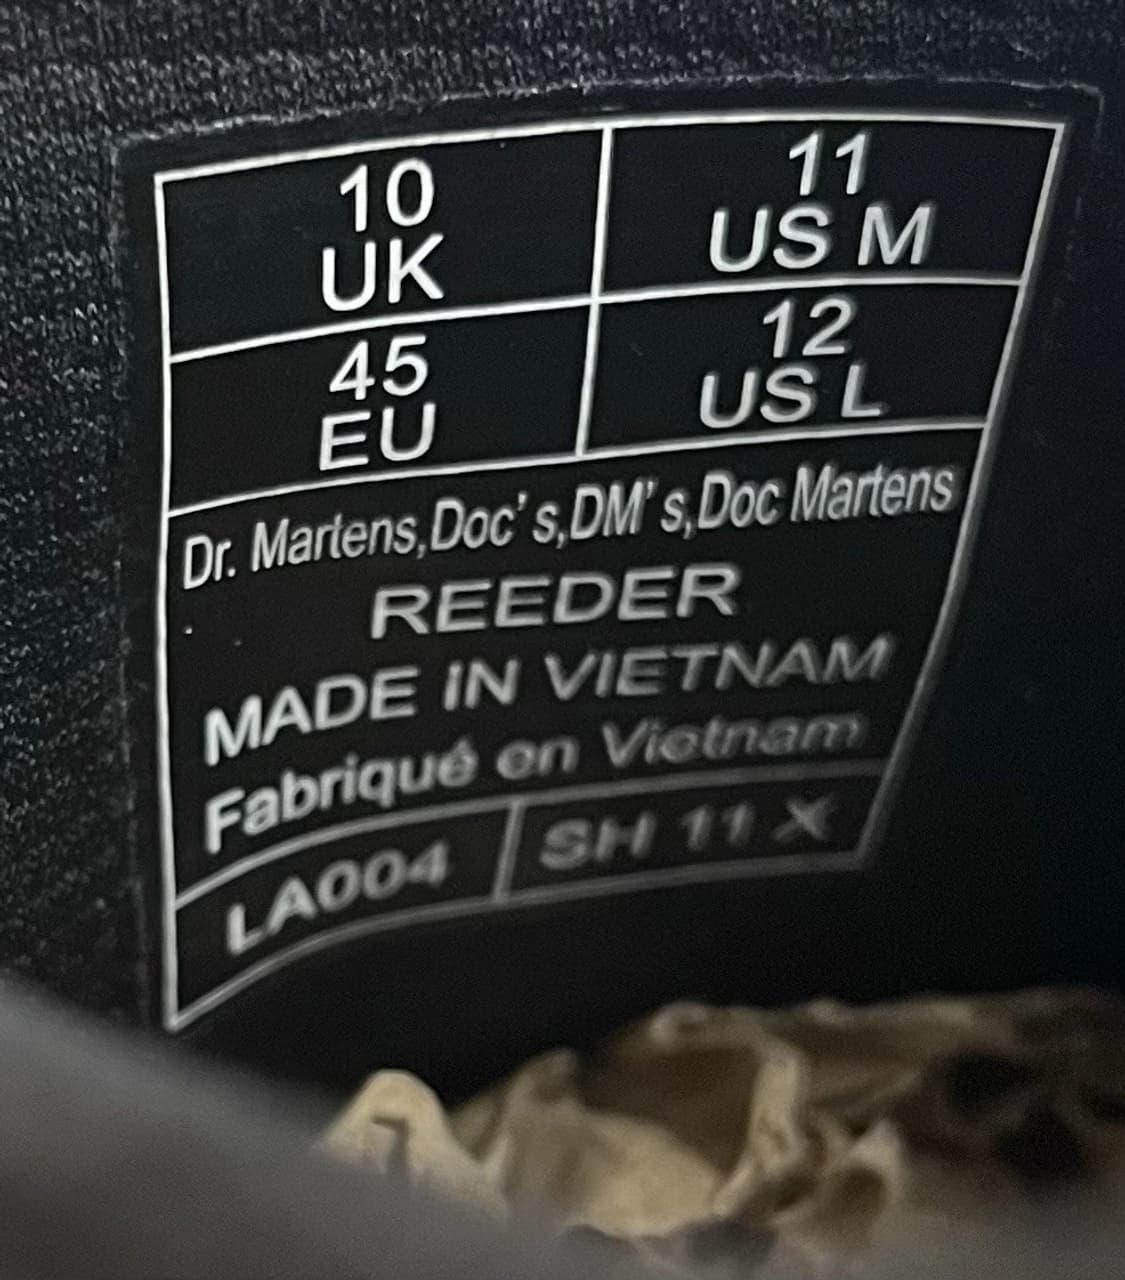 10
UK
11
US M
45
EU
12
US L
Dr. Martens,Doc's,DM's,Doc Martens
REEDER
MADE IN VIETNAM
Fabriqué en Vietnam
LA004
SH 11 X